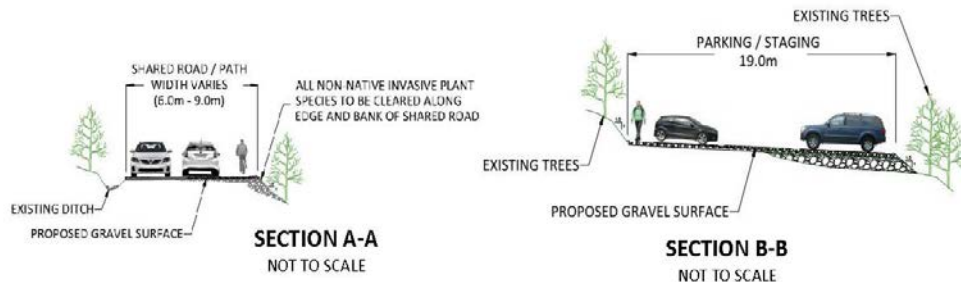 SHARED ROAD / PATH
WIDTH VARIES
(6.0m - 9.0m)
ALL NON-NATIVE INVASIVE PLANT
SPECIES TO BE CLEARED ALONG
EDGE AND BANK OF SHARED ROAD
EXISTING DITCH
PROPOSED GRAVEL SURFACE
SECTION A-A
NOT TO SCALE
EXISTING TREES
PARKING / STAGING
19.0m
EXISTING TREES
PROPOSED GRAVEL SURFACE
SECTION B-B
NOT TO SCALE